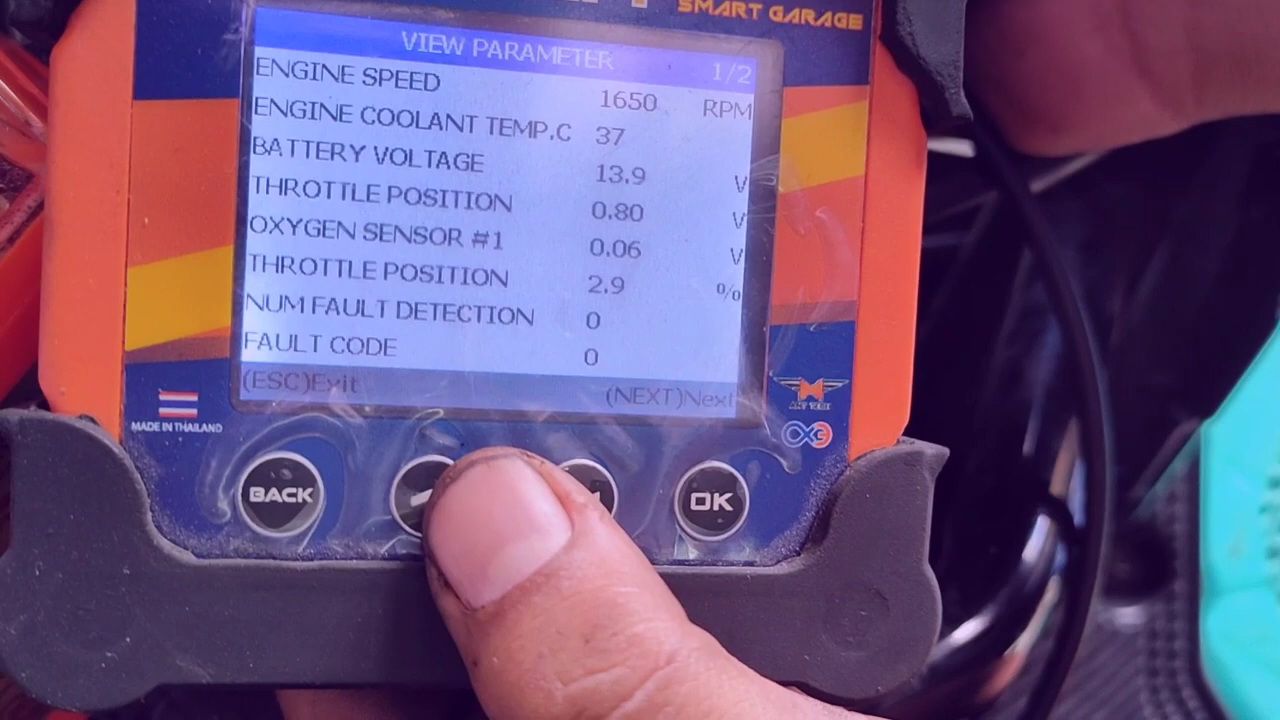 SMART GARAGE
VIEW PARAMETER 1/2
ENGINE SPEED 1650 RPM
ENGINE COOLANT TEMP.C 37
BATTERY VOLTAGE 13.9 V
THROTTLE POSITION 0.80 V
OXYGEN SENSOR #1 0.06 V
THROTTLE POSITION 2.9 %
NUM FAULT DETECTION 0
FAULT CODE 0
(ESC)Exit (NEXT)Next
MADE IN THAILAND
BACK OK